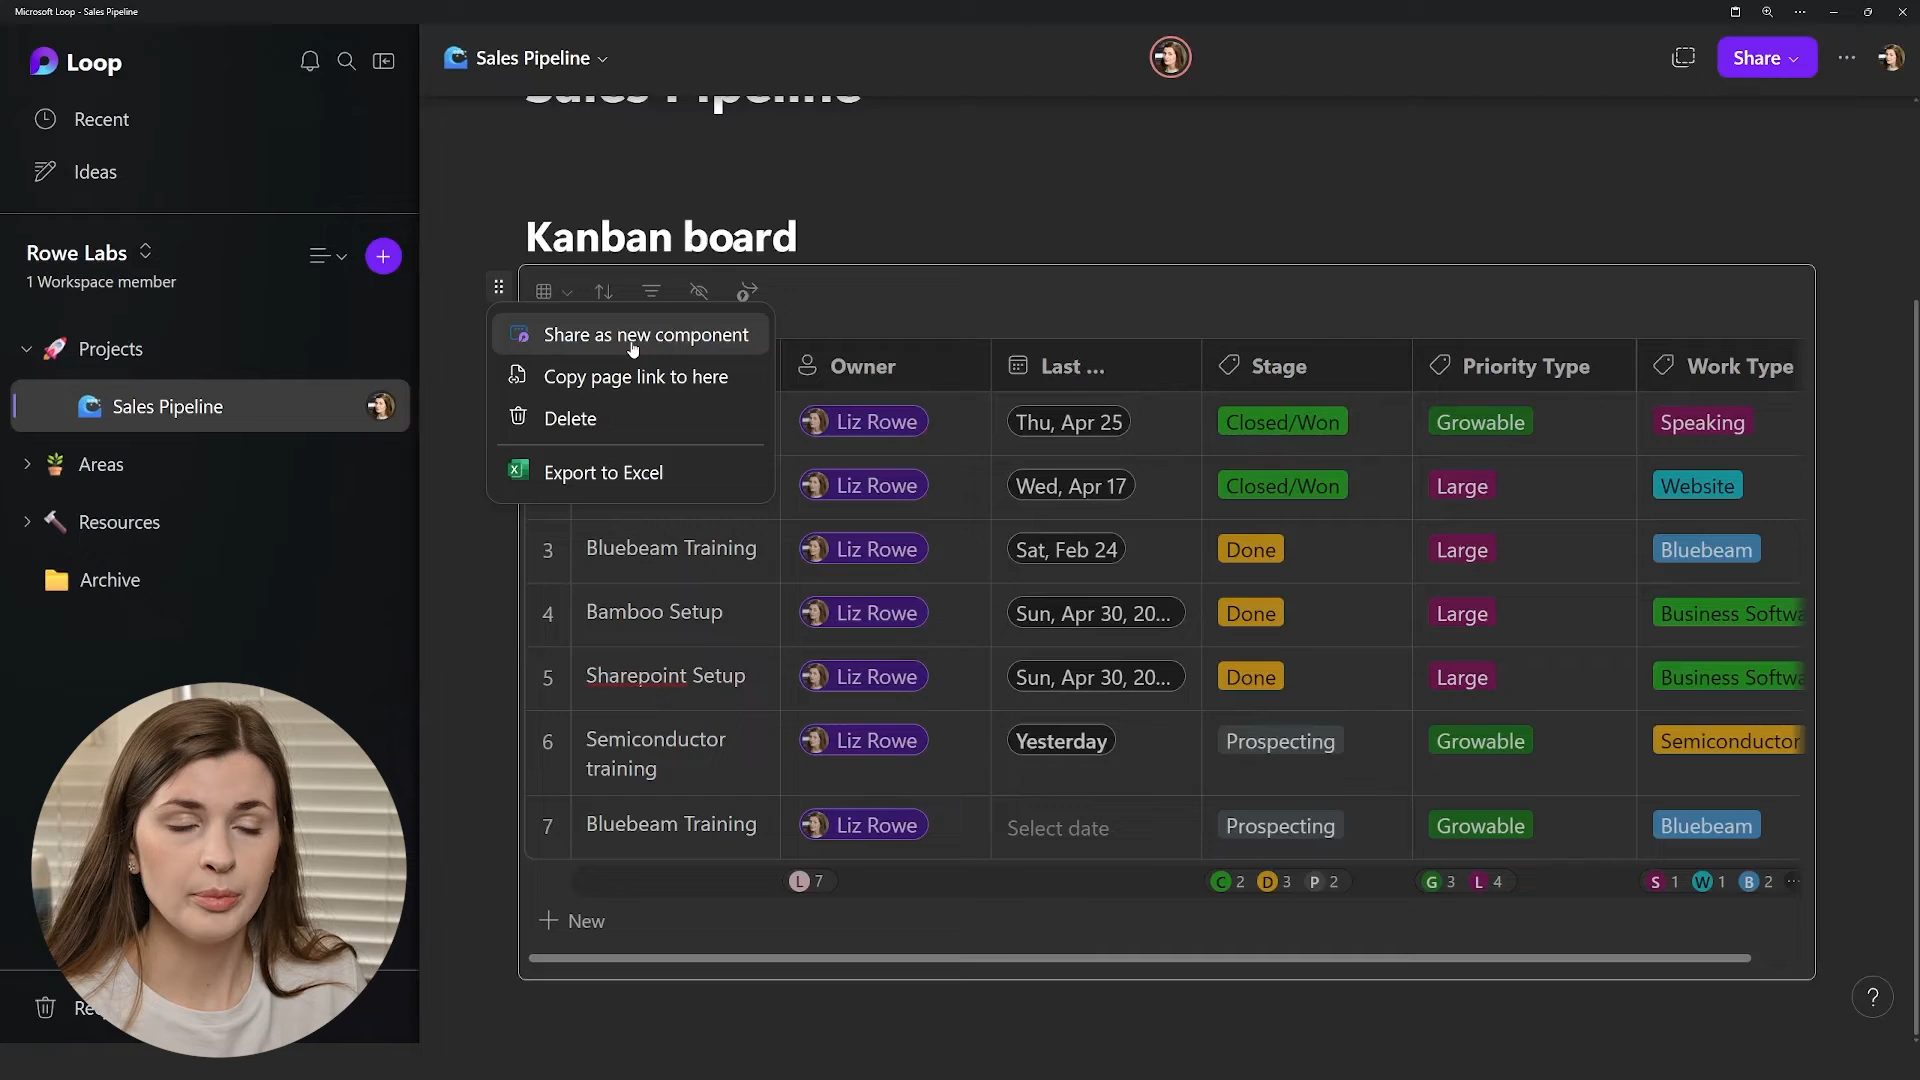 Microsoft Loop - Sales Pipeline
Loop
Sales Pipeline
Share
Recent
Ideas
Rowe Labs
1 Workspace member
Projects
Sales Pipeline
Areas
Resources
Archive
Sales Pipeline
Kanban board
Share as new component
Copy page link to here
Delete
Export to Excel
Owner Last ... Stage Priority Type Work Type
Liz Rowe Thu, Apr 25 Closed/Won Growable Speaking
Liz Rowe Wed, Apr 17 Closed/Won Large Website
3 Bluebeam Training Liz Rowe Sat, Feb 24 Done Large Bluebeam
4 Bamboo Setup Liz Rowe Sun, Apr 30, 20... Done Large Business Softwa
5 Sharepoint Setup Liz Rowe Sun, Apr 30, 20... Done Large Business Softwa
6 Semiconductor training Liz Rowe Yesterday Prospecting Growable Semiconductor
7 Bluebeam Training Liz Rowe Select date Prospecting Growable Bluebeam
L 7 C 2 D 3 P 2 G 3 L 4 S 1 W 1 B 2 ...
+ New
?